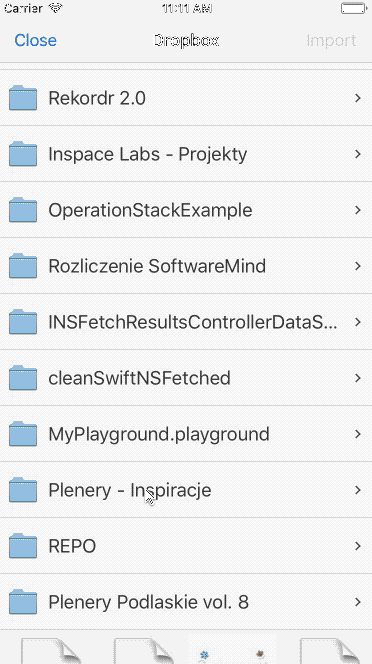 Carrier 11:11 AM
Close Dropbox Import
Rekordr 2.0
Inspace Labs - Projekty
OperationStackExample
Rozliczenie SoftwareMind
INSFetchResultsControllerDataS...
cleanSwiftNSFetched
MyPlayground.playground
Plenery - Inspiracje
REPO
Plenery Podlaskie vol. 8